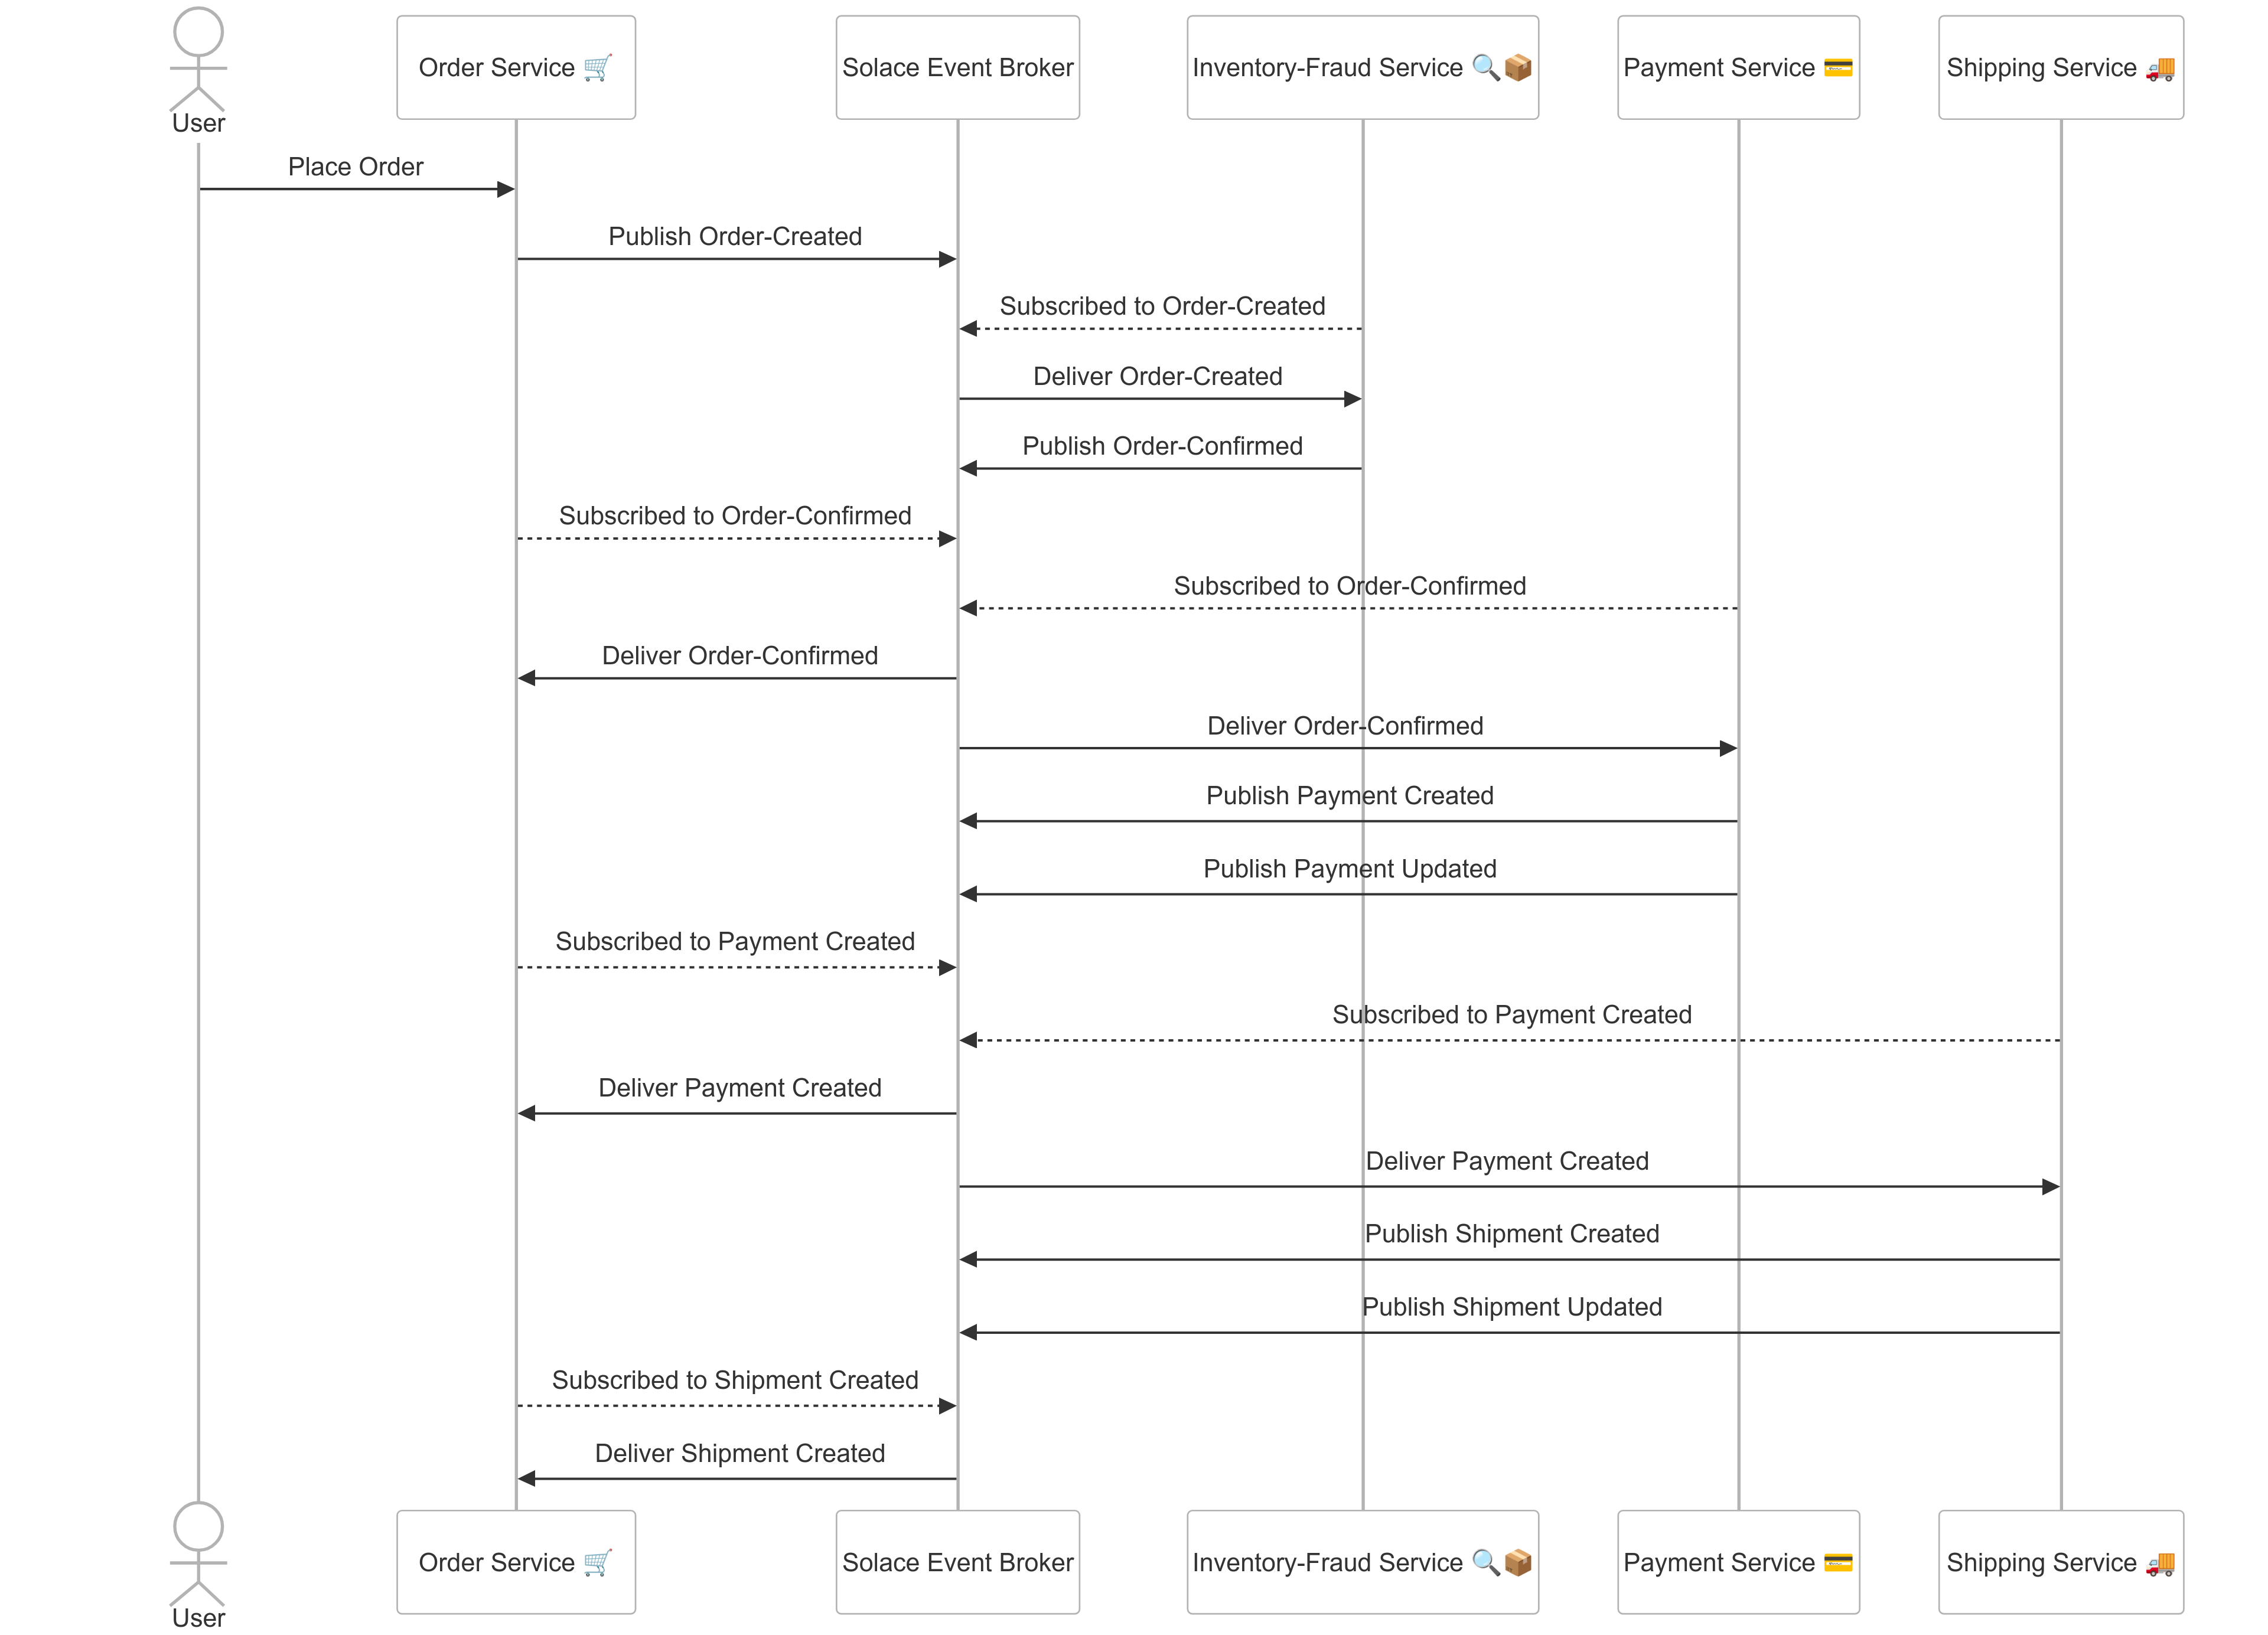 User
Order Service 🛒
Solace Event Broker
Inventory-Fraud Service 🔍📦
Payment Service 💳
Shipping Service 🚚
Place Order
Publish Order-Created
Subscribed to Order-Created
Deliver Order-Created
Publish Order-Confirmed
Subscribed to Order-Confirmed
Subscribed to Order-Confirmed
Deliver Order-Confirmed
Deliver Order-Confirmed
Publish Payment Created
Publish Payment Updated
Subscribed to Payment Created
Subscribed to Payment Created
Deliver Payment Created
Deliver Payment Created
Publish Shipment Created
Publish Shipment Updated
Subscribed to Shipment Created
Deliver Shipment Created
User
Order Service 🛒
Solace Event Broker
Inventory-Fraud Service 🔍📦
Payment Service 💳
Shipping Service 🚚